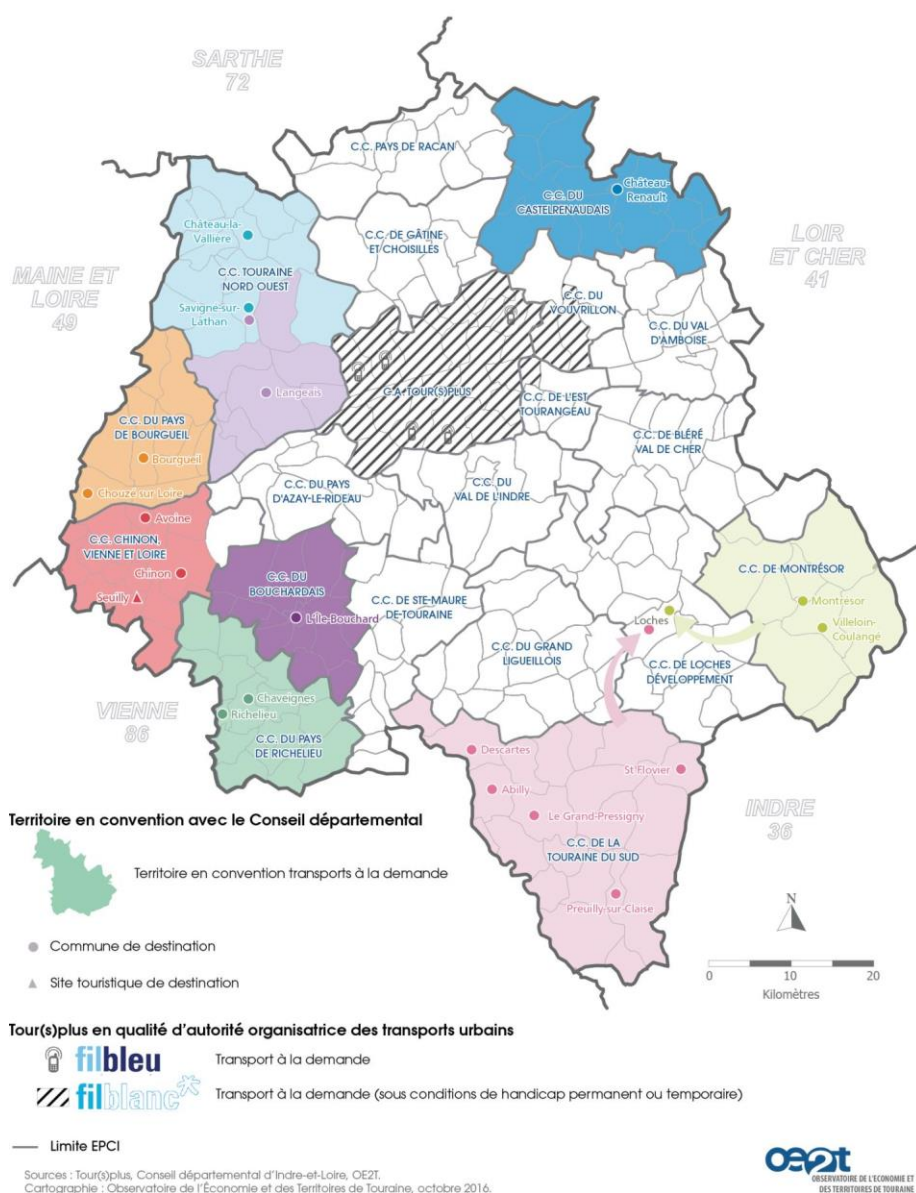 SARTHE
72
C.C. PAYS DE RACAN
Château-
Renault
C.C. DU
CASTELRENAUDAIS
Château-la-
Vallière
C.C. DE GÂTINE
ET CHOISILLES
LOIR
ET CHER
41
MAINE ET
LOIRE
49
C.C. TOURAINE
NORD OUEST
Savigne-sur-
Lathan
C.C. DU
VOUVRILLON
C.C. DU VAL
D'AMBOISE
Langeais
C.A. TOUR(S)PLUS
C.C. DE L'EST
TOURANGEAU
C.C. DU PAYS
DE BOURGUEIL
Bourgueil
C.C. DE BLÉRÉ
VAL DE CHER
Chouzé sur Loire
C.C. DU PAYS
D'AZAY-LE-RIDEAU
C.C. DU
VAL DE L'INDRE
Avoine
C.C. CHINON,
VIENNE ET LOIRE
Chinon
Seuilly
C.C. DU
BOUCHARDAIS
L'Île-Bouchard
C.C. DE STE-MAURE
DE-TOURAINE
C.C. DE MONTRÉSOR
Montrésor
Villeloin-
Coulangé
Loches
C.C. DU GRAND
LIGUEILLOIS
C.C. DE LOCHES
DÉVELOPPEMENT
VIENNE
86
Chaveignes
Richelieu
C.C. DU PAYS
DE RICHELIEU
Descartes
St Flovier
Abilly
Le Grand-Pressigny
C.C. DE LA
TOURAINE DU SUD
Preuilly-sur-Claise
INDRE
36
Territoire en convention avec le Conseil départemental
Territoire en convention transports à la demande
Commune de destination
Site touristique de destination
N
0 10 20
Kilomètres
Tour(s)plus en qualité d'autorité organisatrice des transports urbains
filbleu Transport à la demande
filblanc Transport à la demande (sous conditions de handicap permanent ou temporaire)
Limite EPCI
Sources : Tour(s)plus, Conseil départemental d'Indre-et-Loire, OE2T.
Cartographie : Observatoire de l'Économie et des Territoires de Touraine, octobre 2016.
oe2t
OBSERVATOIRE DE L'ECONOMIE ET
DES TERRITOIRES DE TOURAINE